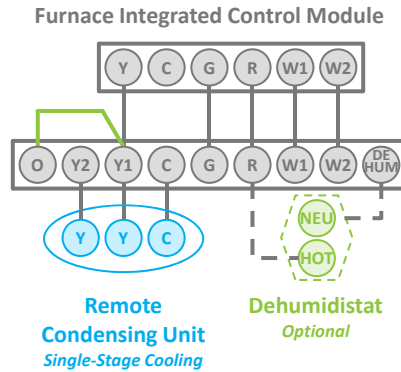 Furnace Integrated Control Module
Y C G R W1 W2
O Y2 Y1 C G R W1 W2 DE HUM
Y Y C
NEU
HOT
Remote
Condensing Unit
Single-Stage Cooling
Dehumidistat
Optional